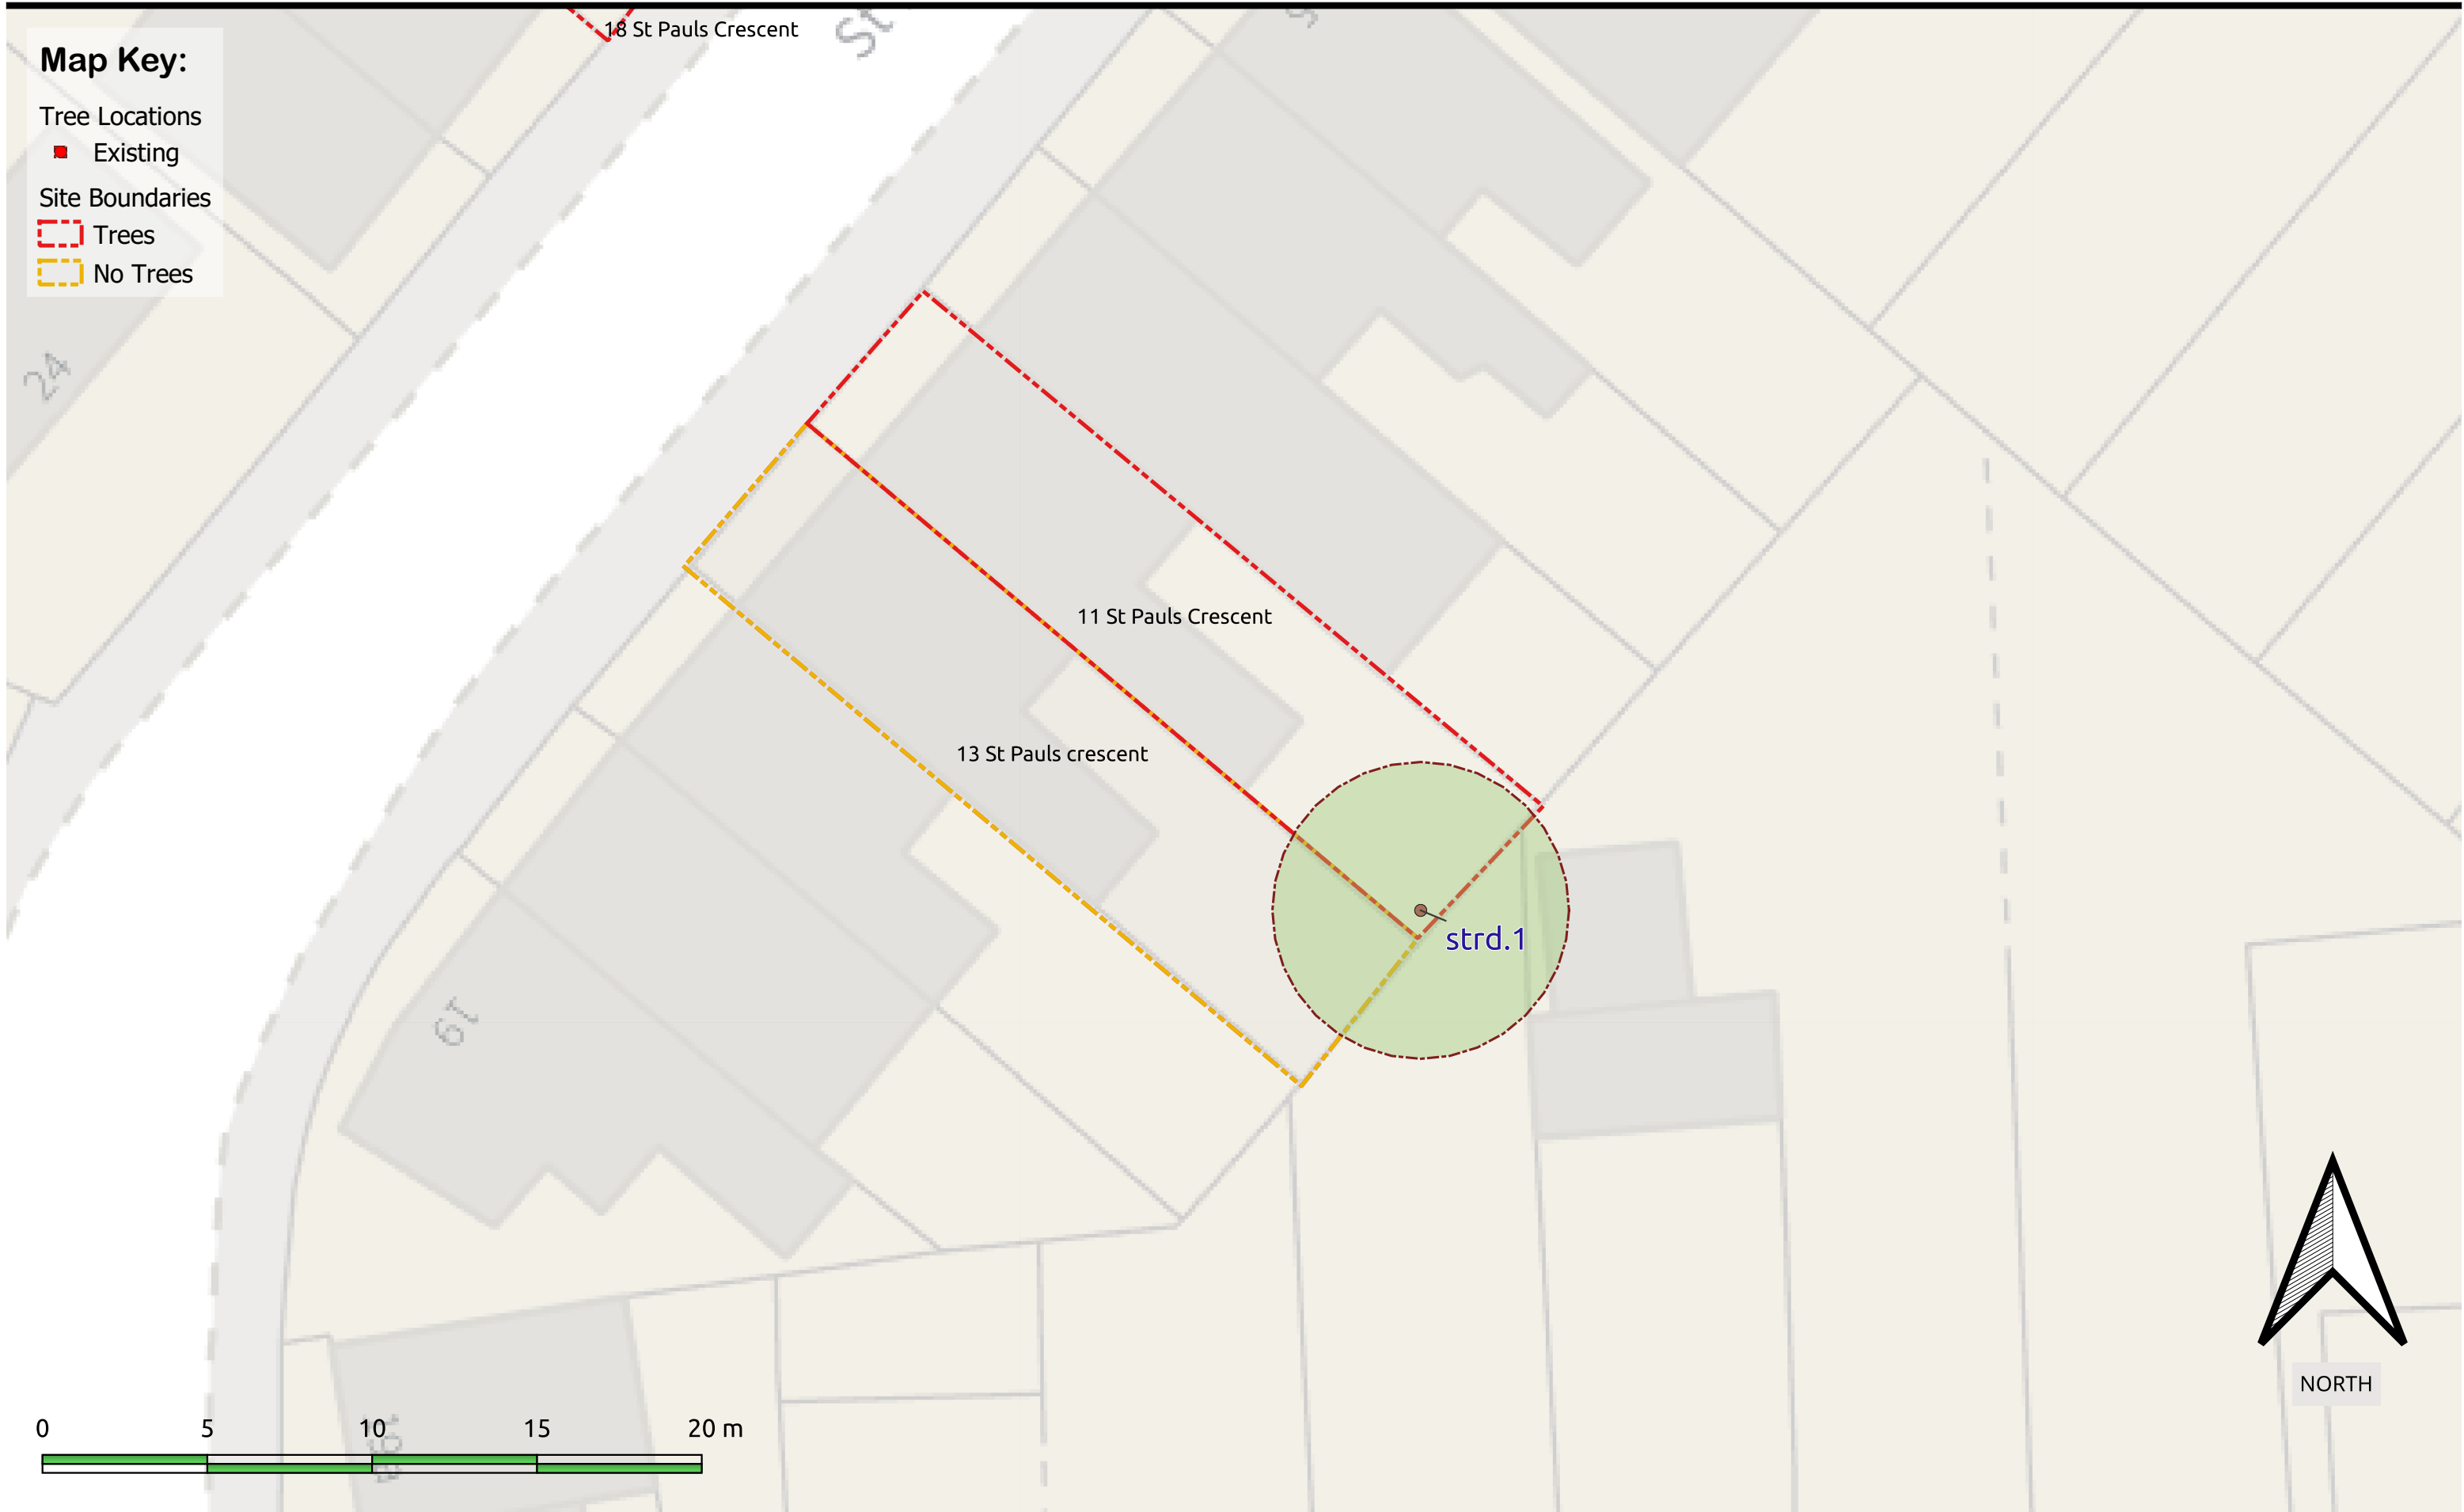 18 St Pauls Crescent
St
Map Key:
Tree Locations
Existing
Site Boundaries
Trees
No Trees
24
11 St Pauls Crescent
13 St Pauls crescent
strd.1
19
NORTH
0 5 10 15 20 m